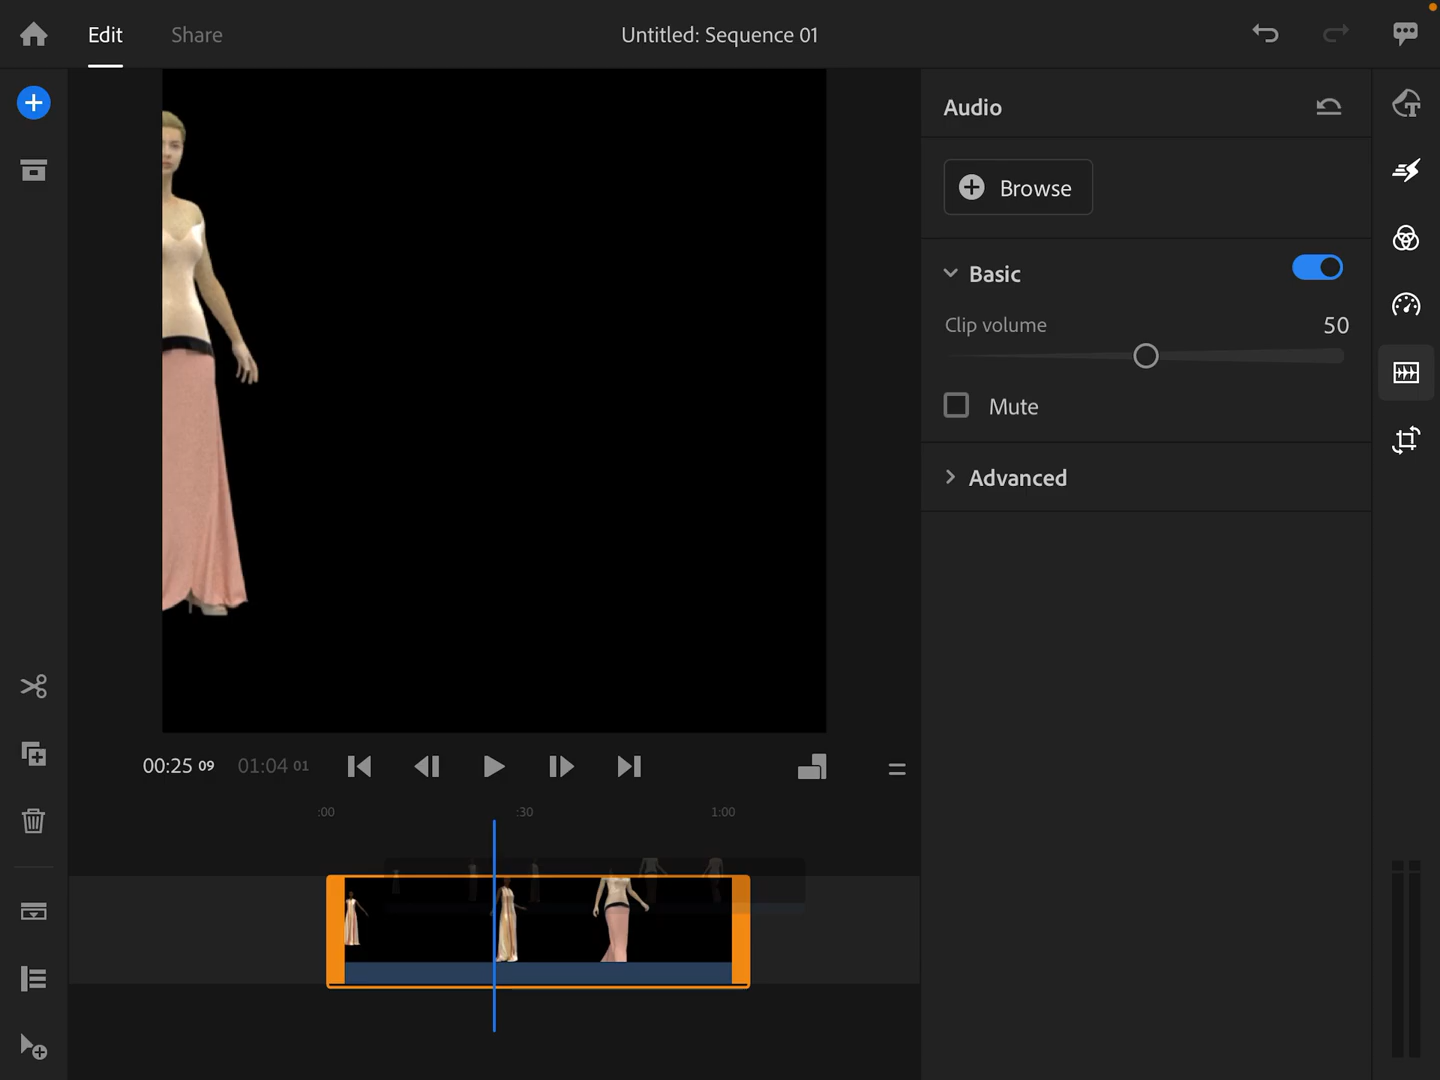 Edit
Share
Untitled: Sequence 01
Audio
Browse
Basic
Clip volume
50
Mute
Advanced
00:25 09
01:04 01
:00
:30
1:00